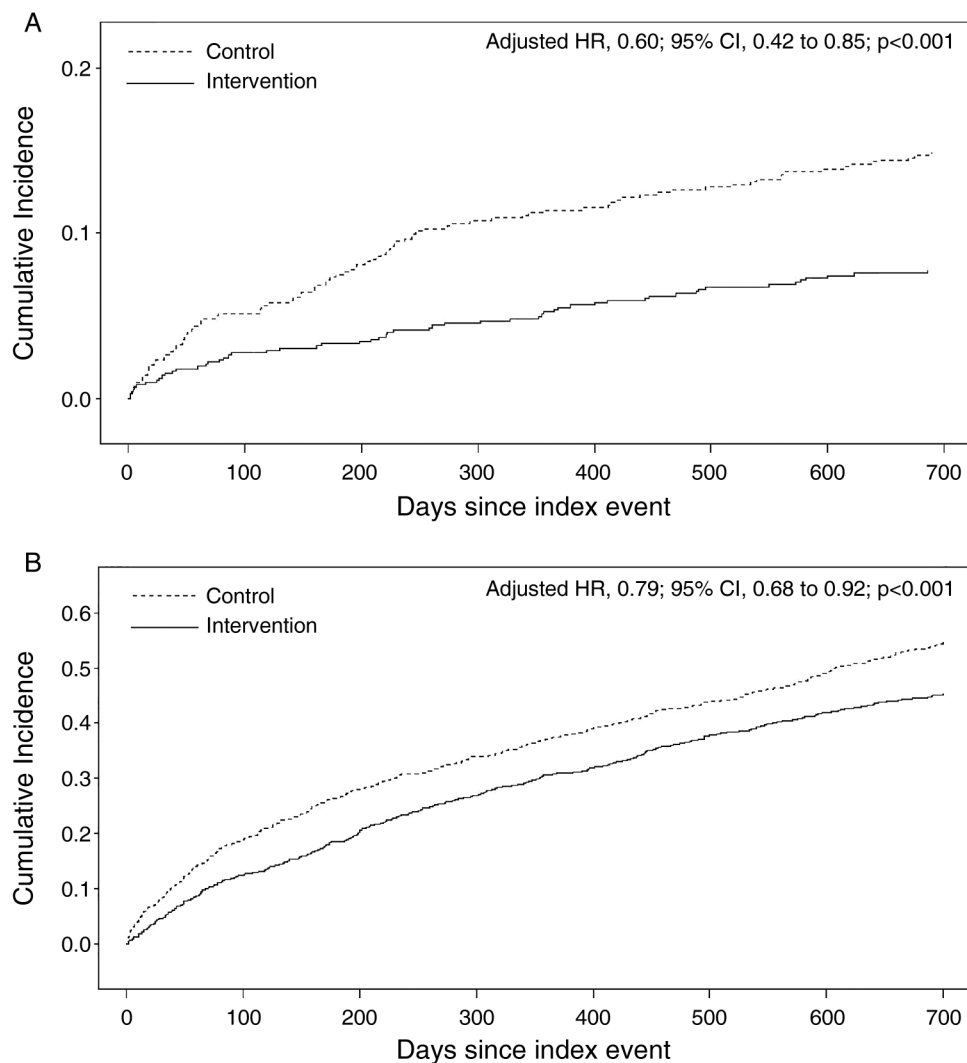 A
Control
Intervention
Adjusted HR, 0.60; 95% CI, 0.42 to 0.85; p<0.001
Cumulative Incidence
0.2
0.1
0.0
0 100 200 300 400 500 600 700
Days since index event
B
Control
Intervention
Adjusted HR, 0.79; 95% CI, 0.68 to 0.92; p<0.001
Cumulative Incidence
0.6
0.5
0.4
0.3
0.2
0.1
0.0
0 100 200 300 400 500 600 700
Days since index event